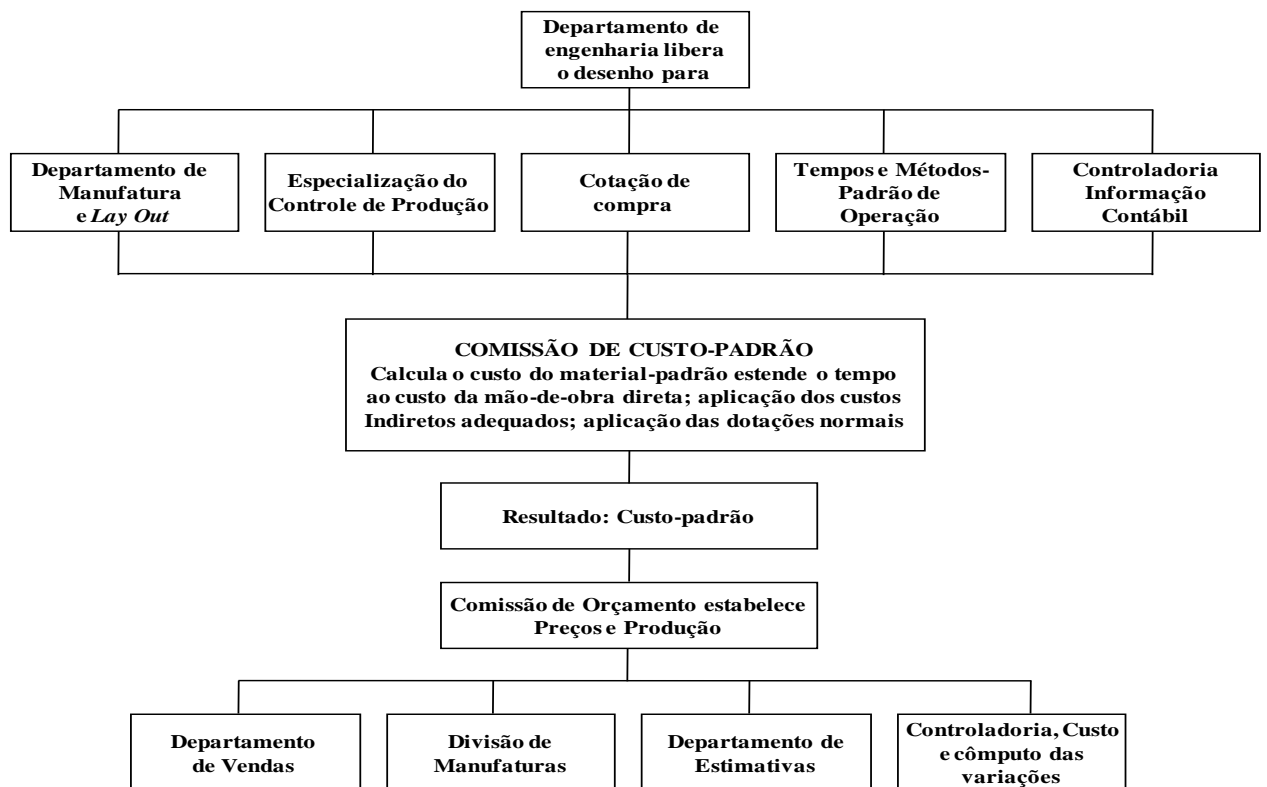 Departamento de
engenharia libera
o desenho para
Departamento de
Manufatura
e Lay Out
Especialização do
Controle de Produção
Cotação de
compra
Tempos e Métodos-
Padrão de
Operação
Controladoria
Informação
Contábil
COMISSÃO DE CUSTO-PADRÃO
Calcula o custo do material-padrão estende o tempo
ao custo da mão-de-obra direta; aplicação dos custos
Indiretos adequados; aplicação das dotações normais
Resultado: Custo-padrão
Comissão de Orçamento estabelece
Preços e Produção
Departamento
de Vendas
Divisão de
Manufaturas
Departamento de
Estimativas
Controladoria, Custo
e cômputo das
variações